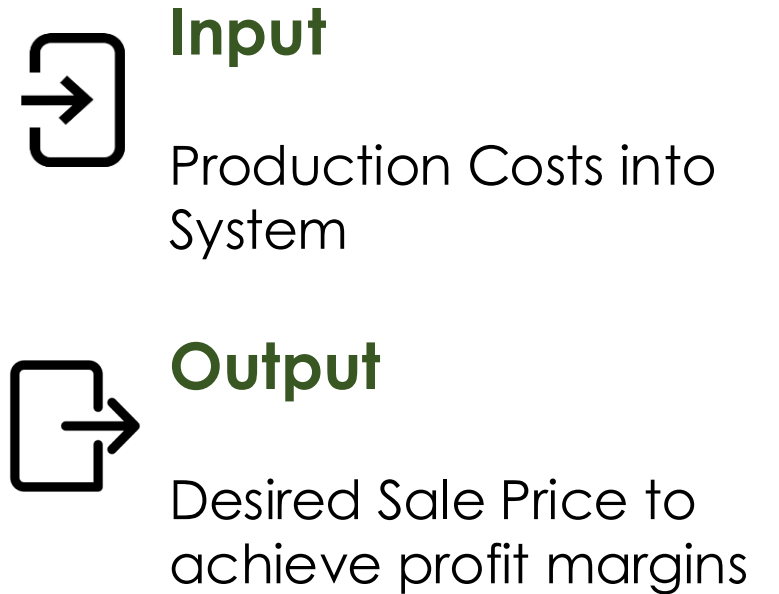 Input
Production Costs into
System
Output
Desired Sale Price to
achieve profit margins